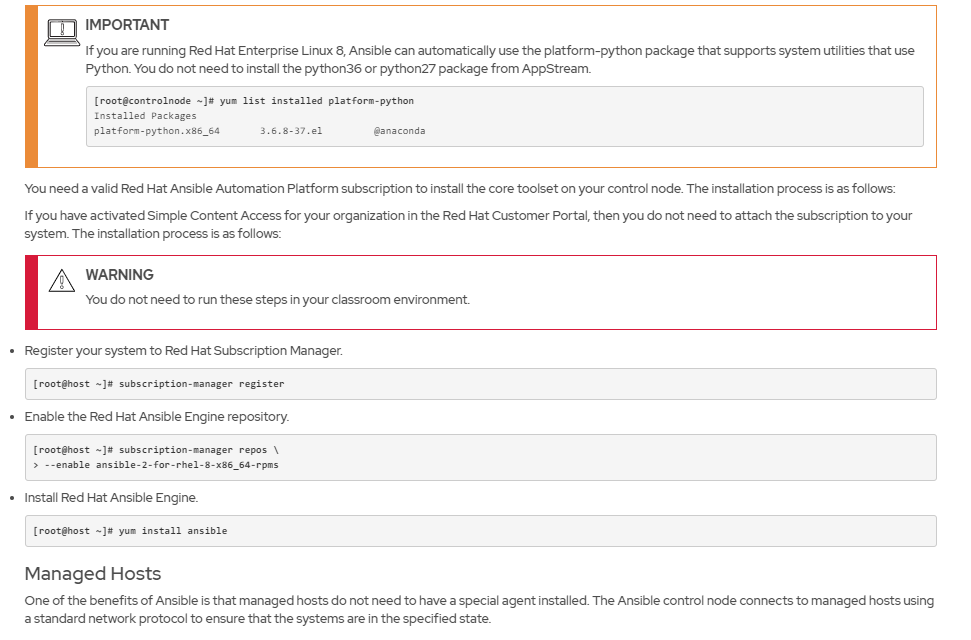 IMPORTANT
If you are running Red Hat Enterprise Linux 8, Ansible can automatically use the platform-python package that supports system utilities that use
Python. You do not need to install the python36 or python27 package from AppStream.
[root@controlnode ~]# yum list installed platform-python
Installed Packages
platform-python.x86_64       3.6.8-37.el         @anaconda
You need a valid Red Hat Ansible Automation Platform subscription to install the core toolset on your control node. The installation process is as follows:
If you have activated Simple Content Access for your organization in the Red Hat Customer Portal, then you do not need to attach the subscription to your
system. The installation process is as follows:
WARNING
You do not need to run these steps in your classroom environment.
• Register your system to Red Hat Subscription Manager.
[root@host ~]# subscription-manager register
• Enable the Red Hat Ansible Engine repository.
[root@host ~]# subscription-manager repos \
> --enable ansible-2-for-rhel-8-x86_64-rpms
• Install Red Hat Ansible Engine.
[root@host ~]# yum install ansible
Managed Hosts
One of the benefits of Ansible is that managed hosts do not need to have a special agent installed. The Ansible control node connects to managed hosts using
a standard network protocol to ensure that the systems are in the specified state.